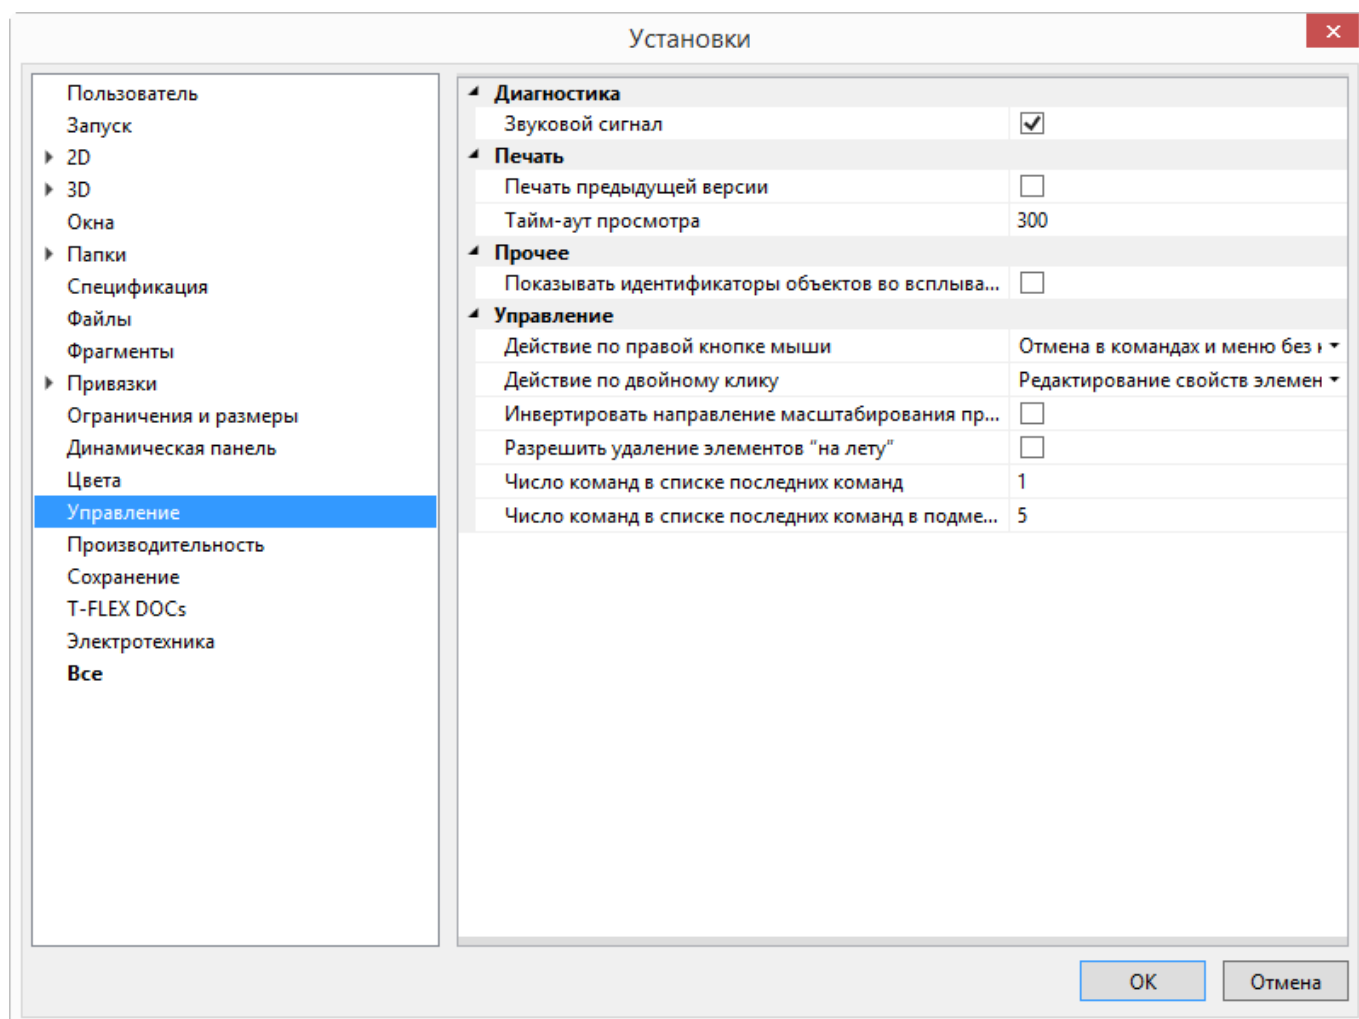 Установки
Пользователь
Запуск
2D
3D
Окна
Папки
Спецификация
Файлы
Фрагменты
Привязки
Ограничения и размеры
Динамическая панель
Цвета
Управление
Производительность
Сохранение
T-FLEX DOCs
Электротехника
Все
Диагностика
Звуковой сигнал
Печать
Печать предыдущей версии
Тайм-аут просмотра 300
Прочее
Показывать идентификаторы объектов во всплыва...
Управление
Действие по правой кнопке мыши Отмена в командах и меню без
Действие по двойному клику Редактирование свойств элемен
Инвертировать направление масштабирования пр...
Разрешить удаление элементов “на лету”
Число команд в списке последних команд 1
Число команд в списке последних команд в подме... 5
OK Отмена